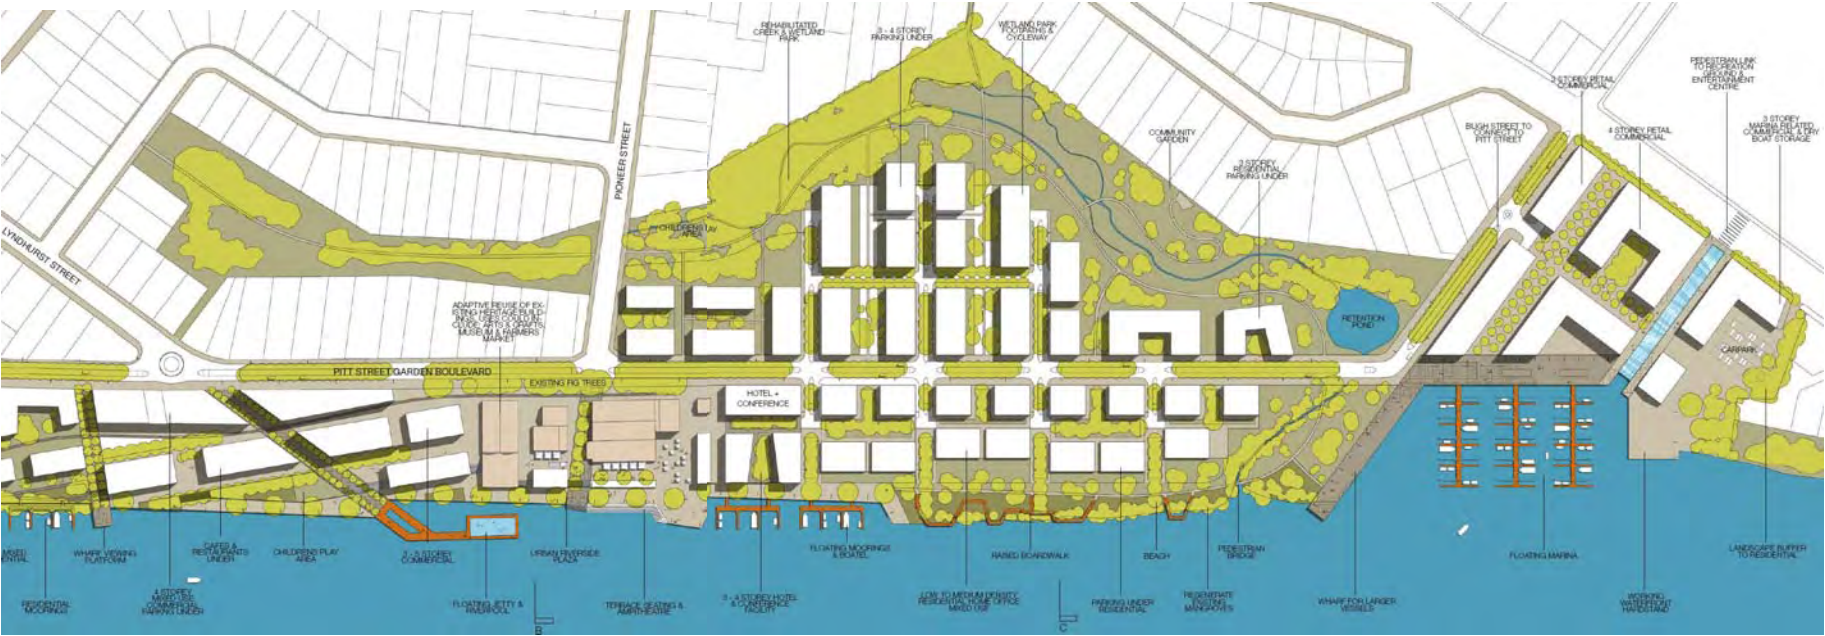 REHABILITATED
CREEK & WETLAND
PARK
3 - 4 STOREY
PARKING UNDER
WETLAND PARK
FOOTPATHS &
CYCLEWAY
PEDESTRIAN LINK
TO RECREATION
GROUND &
ENTERTAINMENT
CENTRE
2 STOREY RETAIL
COMMERCIAL
3 STOREY
MARINA RELATED
COMMERCIAL & DRY
BOAT STORAGE
4 STOREY RETAIL
COMMERCIAL
BLIGH STREET TO
CONNECT TO
PITT STREET
COMMUNITY
GARDEN
3 STOREY
RESIDENTIAL
PARKING UNDER
PIONEER STREET
LYNDHURST STREET
CHILDRENS
AREA
ADAPTIVE REUSE OF EX-
ISTING HERITAGE BUILD-
INGS, USES COULD IN-
CLUDE: ARTS & CRAFTS,
MUSEUM & FARMERS
MARKET
RETENTION
POND
CARPARK
PITT STREET GARDEN BOULEVARD
EXISTING FIG TREES
HOTEL +
CONFERENCE
MIXED
WHARF VIEWING
PLATFORM
CAFES &
RESTAURANTS
UNDER
CHILDRENS PLAY
AREA
STOREY
COMMERCIAL
URBAN RIVERSIDE
PLAZA
FLOATING MOORINGS
& BOATEL
RAISED BOARDWALK
BEACH
PEDESTRIAN
BRIDGE
FLOATING MARINA
LANDSCAPE BUFFER
TO RESIDENTIAL
RESIDENTIAL
MOORINGS
4 STOREY
MIXED USE
COMMERCIAL
PARKING UNDER
FLOATING JETTY &
RIVERPOOL
TERRACE SEATING &
AMPITHEATRE
3 - 4 STOREY HOTEL
& CONFERENCE
FACILITY
LOW TO MEDIUM DENSITY
RESIDENTIAL HOME OFFICE
MIXED USE
PARKING UNDER
RESIDENTIAL
REGENERATE
EXISTING
MANGROVES
WHARF FOR LARGER
VESSELS
WORKING
WATERFRONT
HARDSTAND
B
C